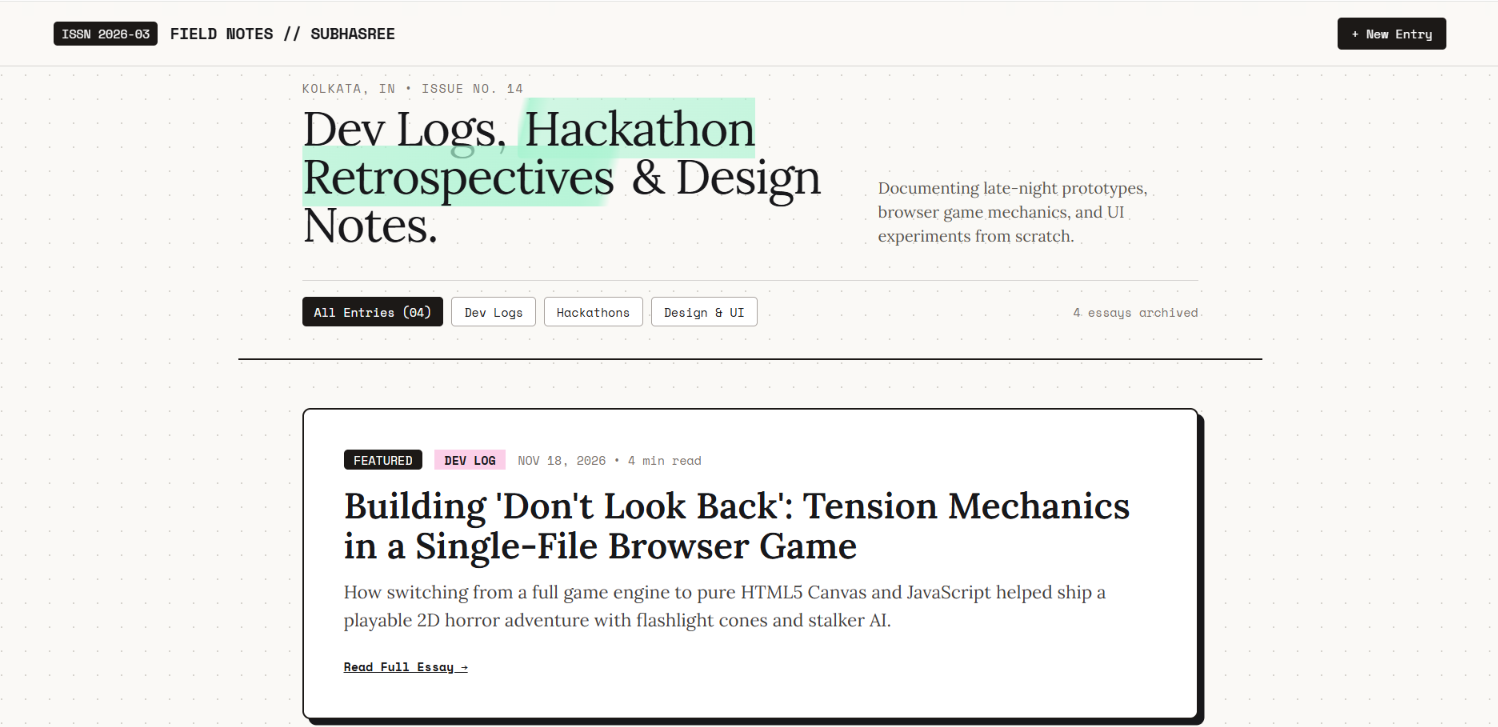 ISSN 2026-03 FIELD NOTES // SUBHASREE + New Entry
KOLKATA, IN • ISSUE NO. 14
Dev Logs, Hackathon
Retrospectives & Design
Notes.
Documenting late-night prototypes,
browser game mechanics, and UI
experiments from scratch.
All Entries (04) Dev Logs Hackathons Design & UI 4 essays archived
FEATURED DEV LOG NOV 18, 2026 • 4 min read
Building 'Don't Look Back': Tension Mechanics
in a Single-File Browser Game
How switching from a full game engine to pure HTML5 Canvas and JavaScript helped ship a
playable 2D horror adventure with flashlight cones and stalker AI.
Read Full Essay →